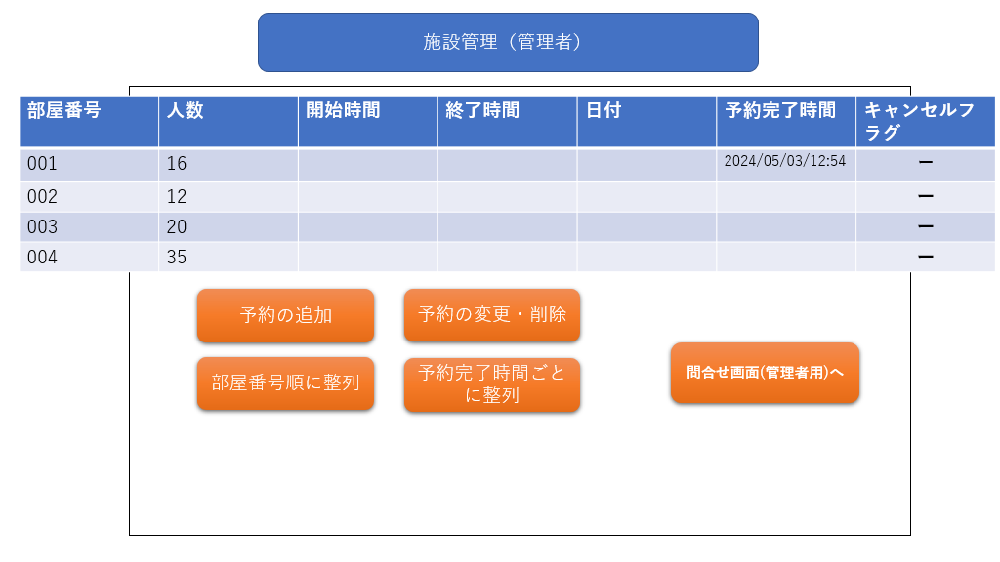 施設管理（管理者）
部屋番号 人数 開始時間 終了時間 日付 予約完了時間 キャンセルフ
ラグ
001 16 2024/05/03/12:54 ー
002 12 ー
003 20 ー
004 35 ー
予約の追加 予約の変更・削除
部屋番号順に整列
予約完了時間ごと
に整列
問合せ画面(管理者用)へ